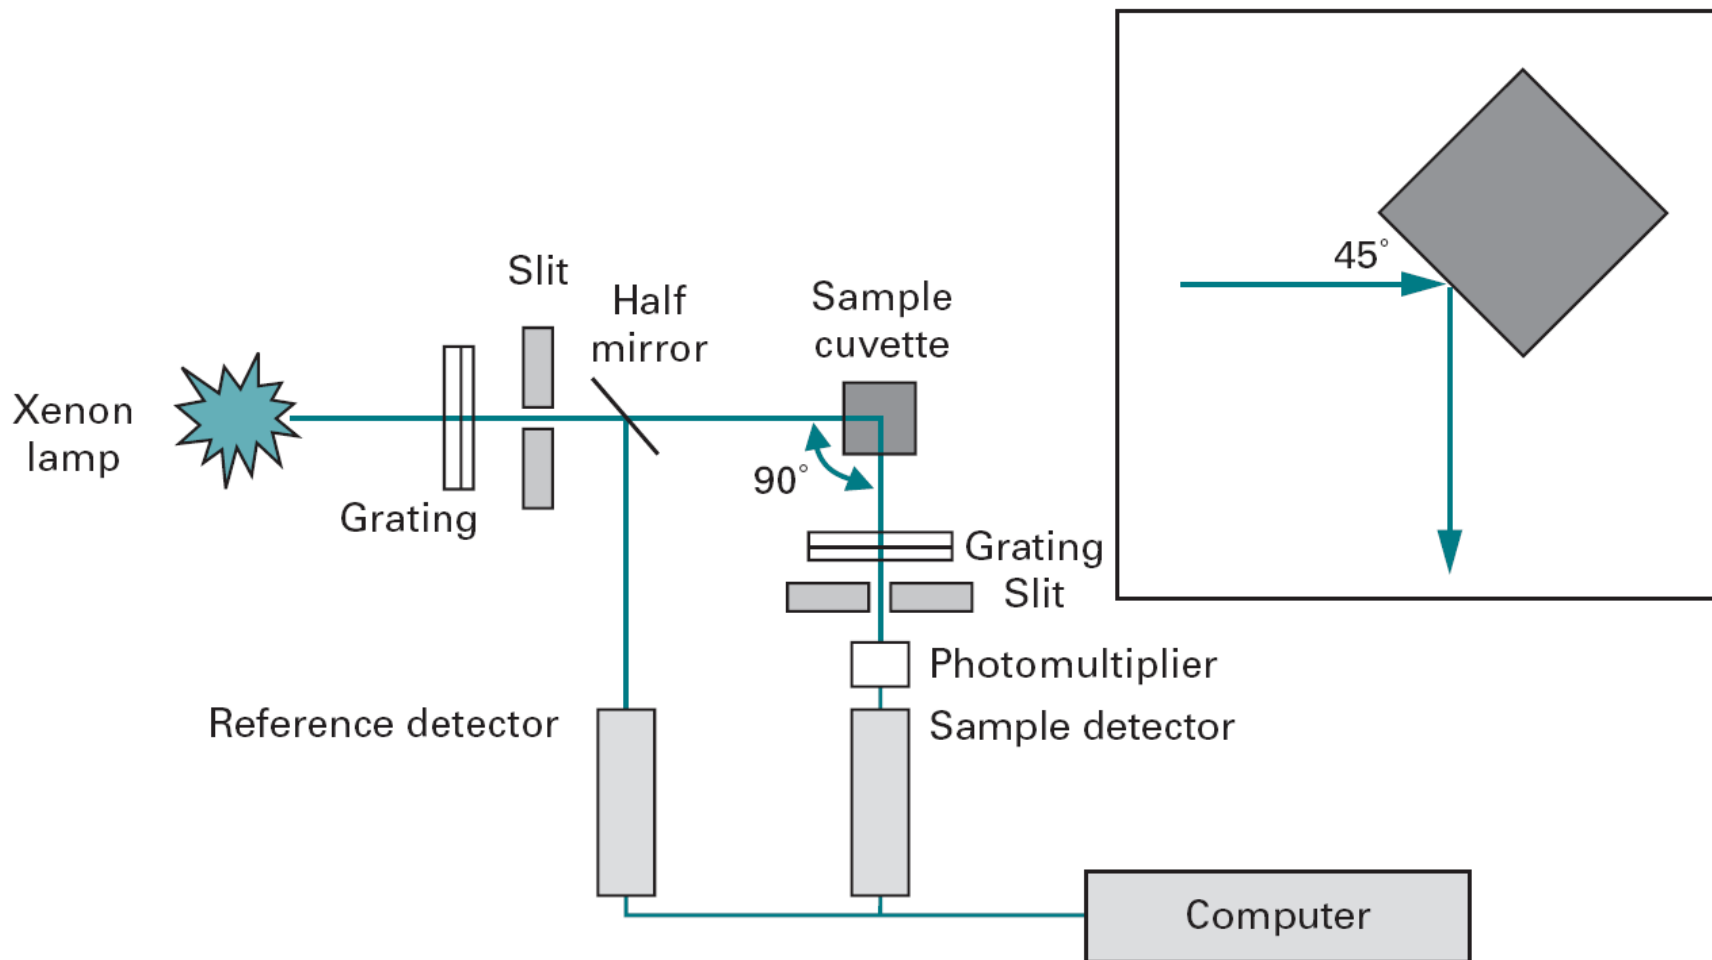 Xenon
lamp
Grating
Slit
Half
mirror
Sample
cuvette
90°
Grating
Slit
Photomultiplier
Sample detector
Reference detector
Computer
45°